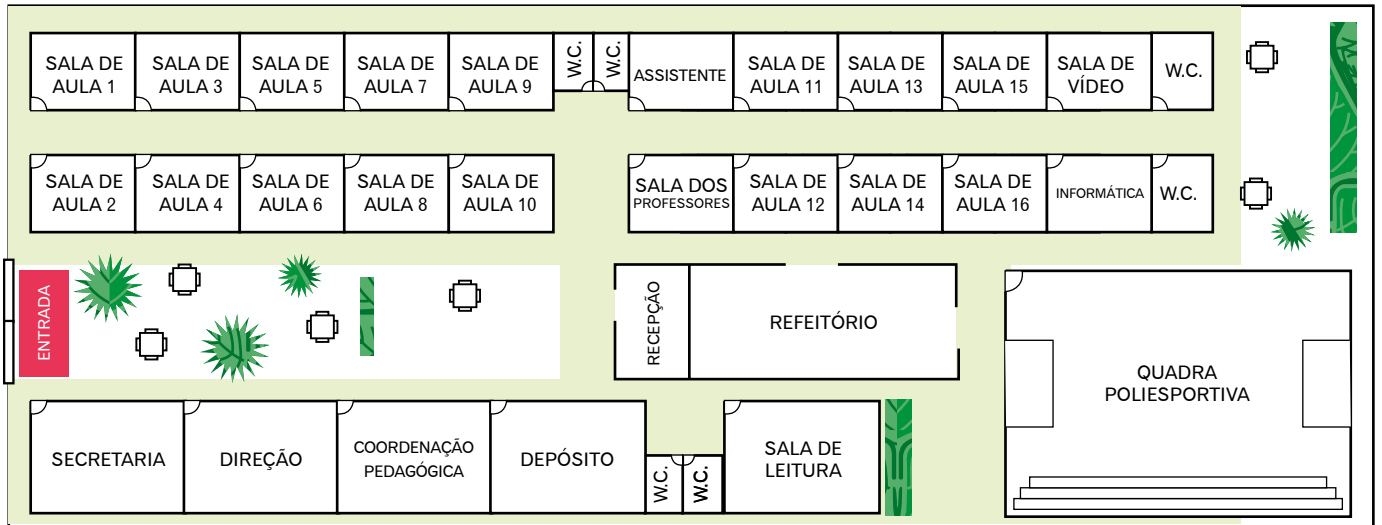 SALA DE
AULA 1
SALA DE
AULA 3
SALA DE
AULA 5
SALA DE
AULA 7
SALA DE
AULA 9
W.C.
W.C.
ASSISTENTE
SALA DE
AULA 11
SALA DE
AULA 13
SALA DE
AULA 15
SALA DE
VÍDEO
W.C.
SALA DE
AULA 2
SALA DE
AULA 4
SALA DE
AULA 6
SALA DE
AULA 8
SALA DE
AULA 10
SALA DOS
PROFESSORES
SALA DE
AULA 12
SALA DE
AULA 14
SALA DE
AULA 16
INFORMÁTICA
W.C.
ENTRADA
RECEPÇÃO
REFEITÓRIO
QUADRA
POLIESPORTIVA
SECRETARIA
DIREÇÃO
COORDENAÇÃO
PEDAGÓGICA
DEPÓSITO
W.C.
W.C.
SALA DE
LEITURA